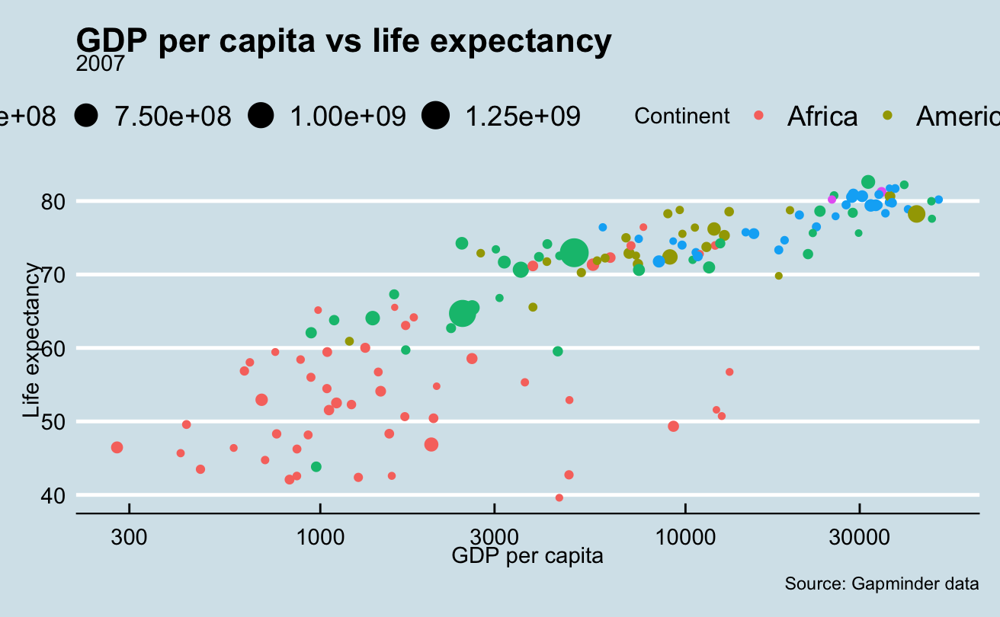 GDP per capita vs life expectancy
2007
e+08 7.50e+08 1.00e+09 1.25e+09 Continent Africa Americ
80
70
60
50
40
Life expectancy
300 1000 3000 10000 30000
GDP per capita
Source: Gapminder data